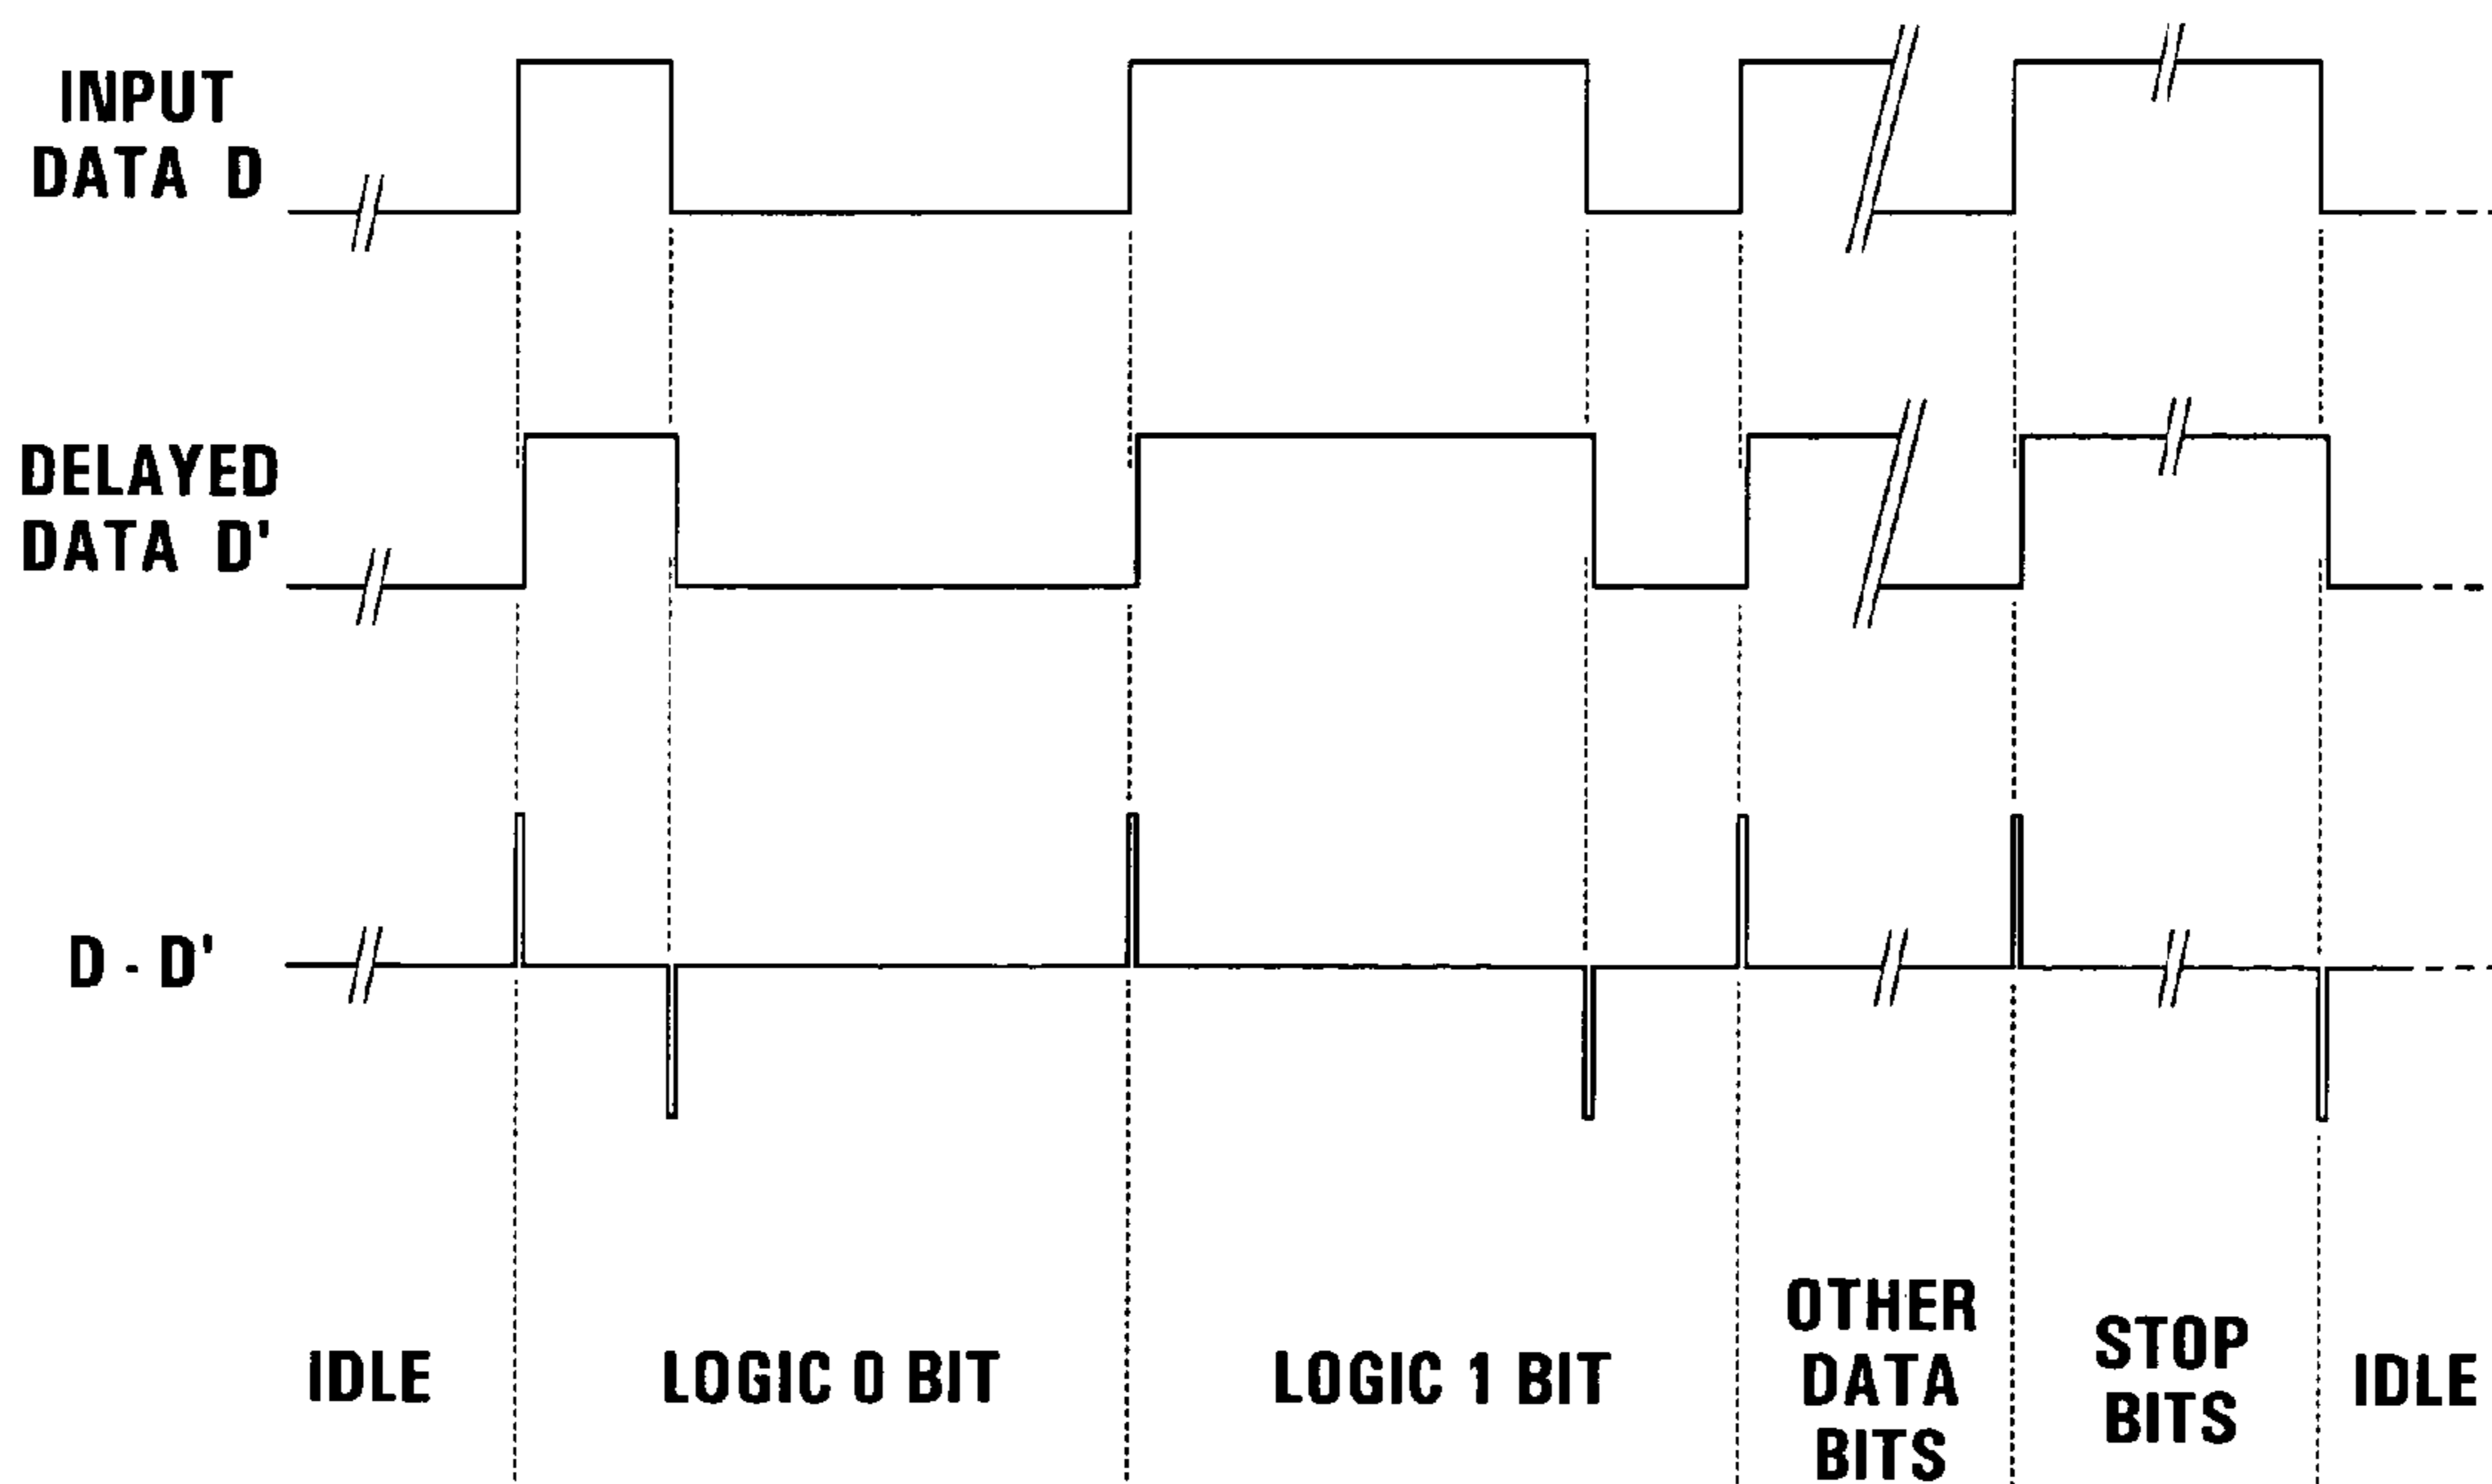 INPUT
DATA D
DELAYED
DATA D'
D - D'
IDLE
LOGIC 0 BIT
LOGIC 1 BIT
OTHER
DATA
BITS
STOP
BITS
IDLE